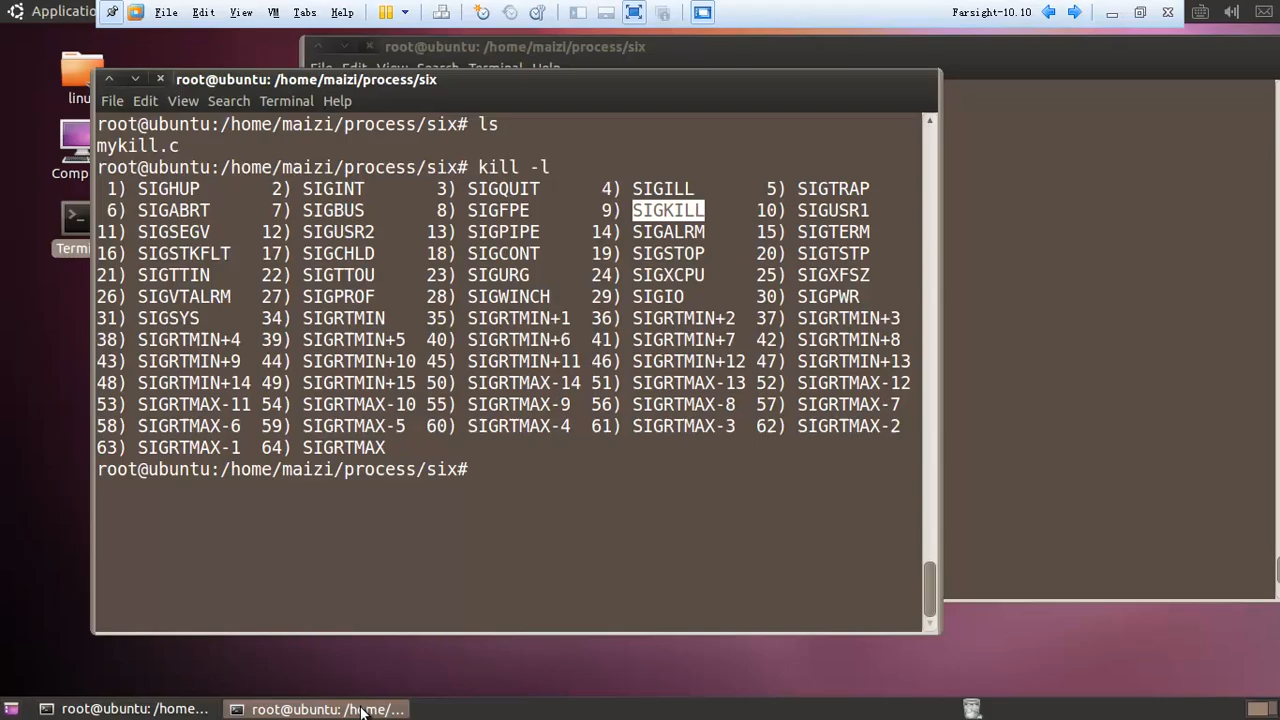 Application
File Edit View VM Tabs Help
Farsight-10.10
root@ubuntu: /home/maizi/process/six
File Edit View Search Terminal Help
root@ubuntu: /home/maizi/process/six
File Edit View Search Terminal Help
linu
Comp
Termi
root@ubuntu:/home/maizi/process/six# ls
mykill.c
root@ubuntu:/home/maizi/process/six# kill -l
1) SIGHUP 2) SIGINT 3) SIGQUIT 4) SIGILL 5) SIGTRAP
6) SIGABRT 7) SIGBUS 8) SIGFPE 9) SIGKILL 10) SIGUSR1
11) SIGSEGV 12) SIGUSR2 13) SIGPIPE 14) SIGALRM 15) SIGTERM
16) SIGSTKFLT 17) SIGCHLD 18) SIGCONT 19) SIGSTOP 20) SIGTSTP
21) SIGTTIN 22) SIGTTOU 23) SIGURG 24) SIGXCPU 25) SIGXFSZ
26) SIGVTALRM 27) SIGPROF 28) SIGWINCH 29) SIGIO 30) SIGPWR
31) SIGSYS 34) SIGRTMIN 35) SIGRTMIN+1 36) SIGRTMIN+2 37) SIGRTMIN+3
38) SIGRTMIN+4 39) SIGRTMIN+5 40) SIGRTMIN+6 41) SIGRTMIN+7 42) SIGRTMIN+8
43) SIGRTMIN+9 44) SIGRTMIN+10 45) SIGRTMIN+11 46) SIGRTMIN+12 47) SIGRTMIN+13
48) SIGRTMIN+14 49) SIGRTMIN+15 50) SIGRTMAX-14 51) SIGRTMAX-13 52) SIGRTMAX-12
53) SIGRTMAX-11 54) SIGRTMAX-10 55) SIGRTMAX-9 56) SIGRTMAX-8 57) SIGRTMAX-7
58) SIGRTMAX-6 59) SIGRTMAX-5 60) SIGRTMAX-4 61) SIGRTMAX-3 62) SIGRTMAX-2
63) SIGRTMAX-1 64) SIGRTMAX
root@ubuntu:/home/maizi/process/six#
root@ubuntu: /home...
root@ubuntu: /home/...